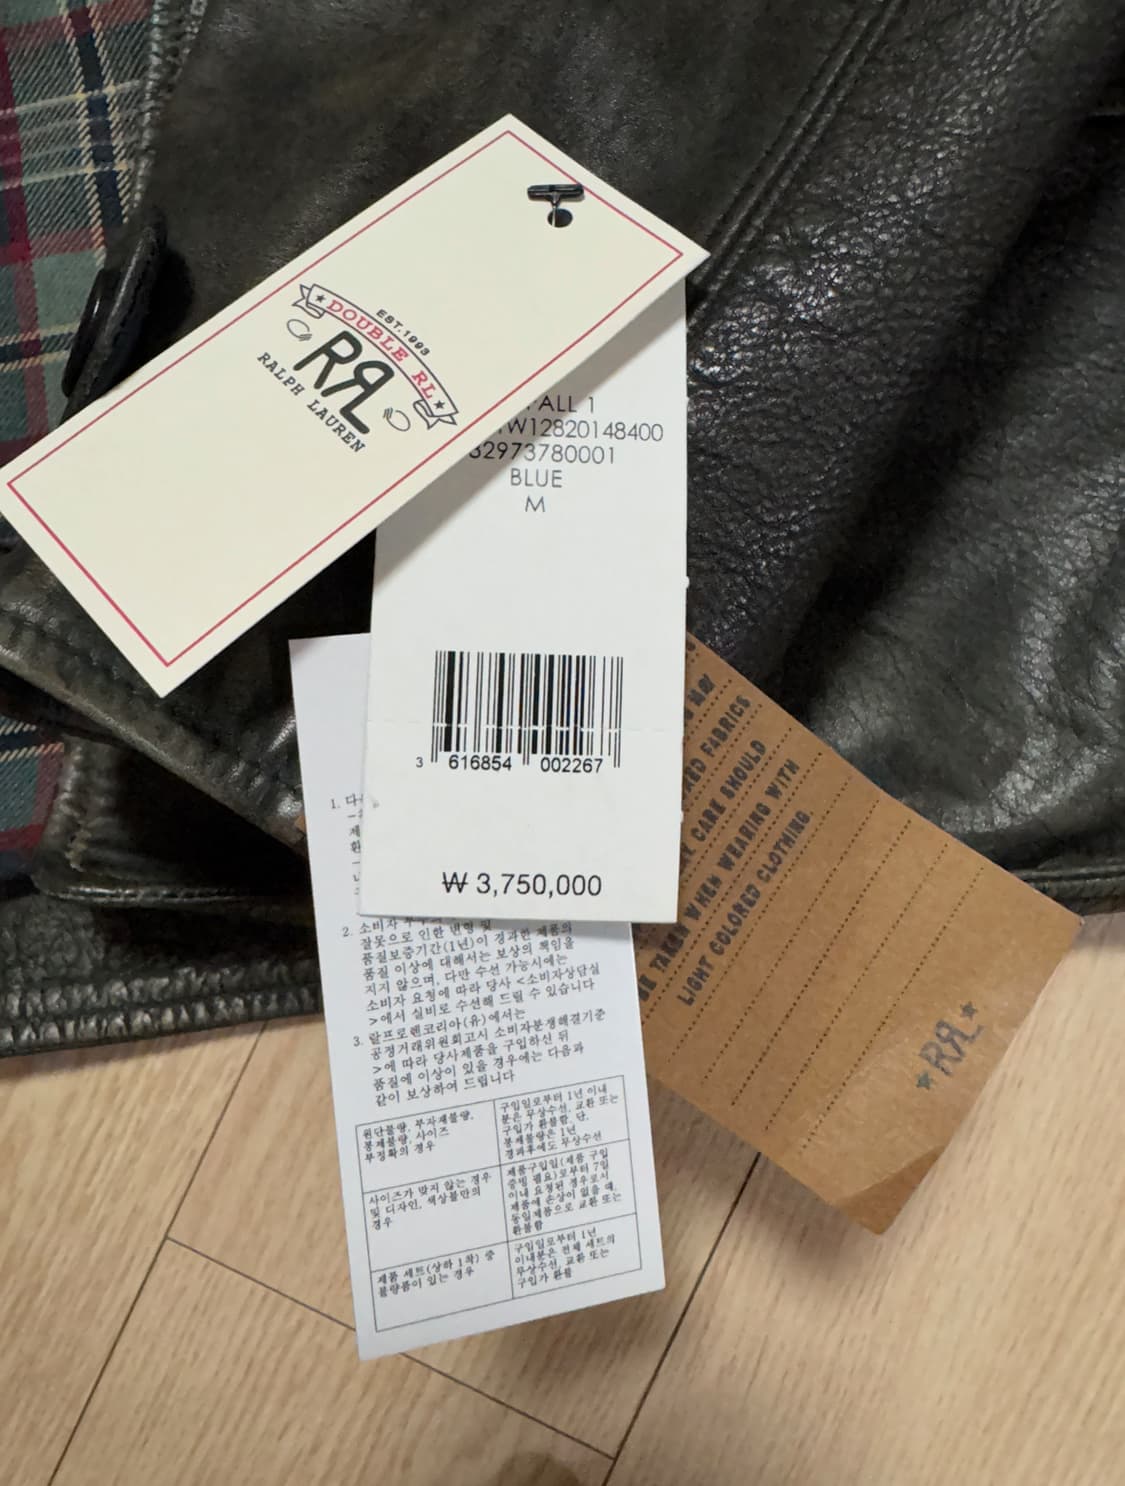 EST.1993
DOUBLE RL
RRL
RALPH LAUREN
FALL 1
W12820148400
82973780001
BLUE
M
3 616854 002267
₩ 3,750,000
1.
2. 소비자
잘못으로 인한 변형 및
품질보증기간(1년)이 경과한 제품의
품질 이상에 대해서는 보상의 책임을
지지 않으며, 다만 수선 가능시에는
소비자 요청에 따라 당사 <소비자상담실
>에서 실비로 수선해 드릴 수 있습니다
3. 랄프로렌코리아(유)에서는
공정거래위원회고시 소비자분쟁해결기준
>에 따라 당사제품을 구입하신 뒤
품질에 이상이 있을 경우에는 다음과
같이 보상하여 드립니다
원단불량, 부자재불량,
봉제불량, 사이즈
부정확의 경우
구입일로부터 1년 이내
분은 무상수선, 교환 또는
구입가 환불함, 단,
봉제불량은 1년
경과후에도 무상수선
사이즈가 맞지 않는 경우
및 디자인, 색상불만의
경우
제품구입일(제품 구입
증빙 필요)로부터 7일
이내 요청된 경우로서
제품에 손상이 없을 때,
동일제품으로 교환 또는
환불함
제품 세트(상하 1착) 중
불량품이 있는 경우
구입일로부터 1년
이내분은 전체 세트의
무상수선, 교환 또는
구입가 환불
FABRICS
CARE SHOULD
BE TAKEN WHEN WEARING WITH
LIGHT COLORED CLOTHING.
RRL